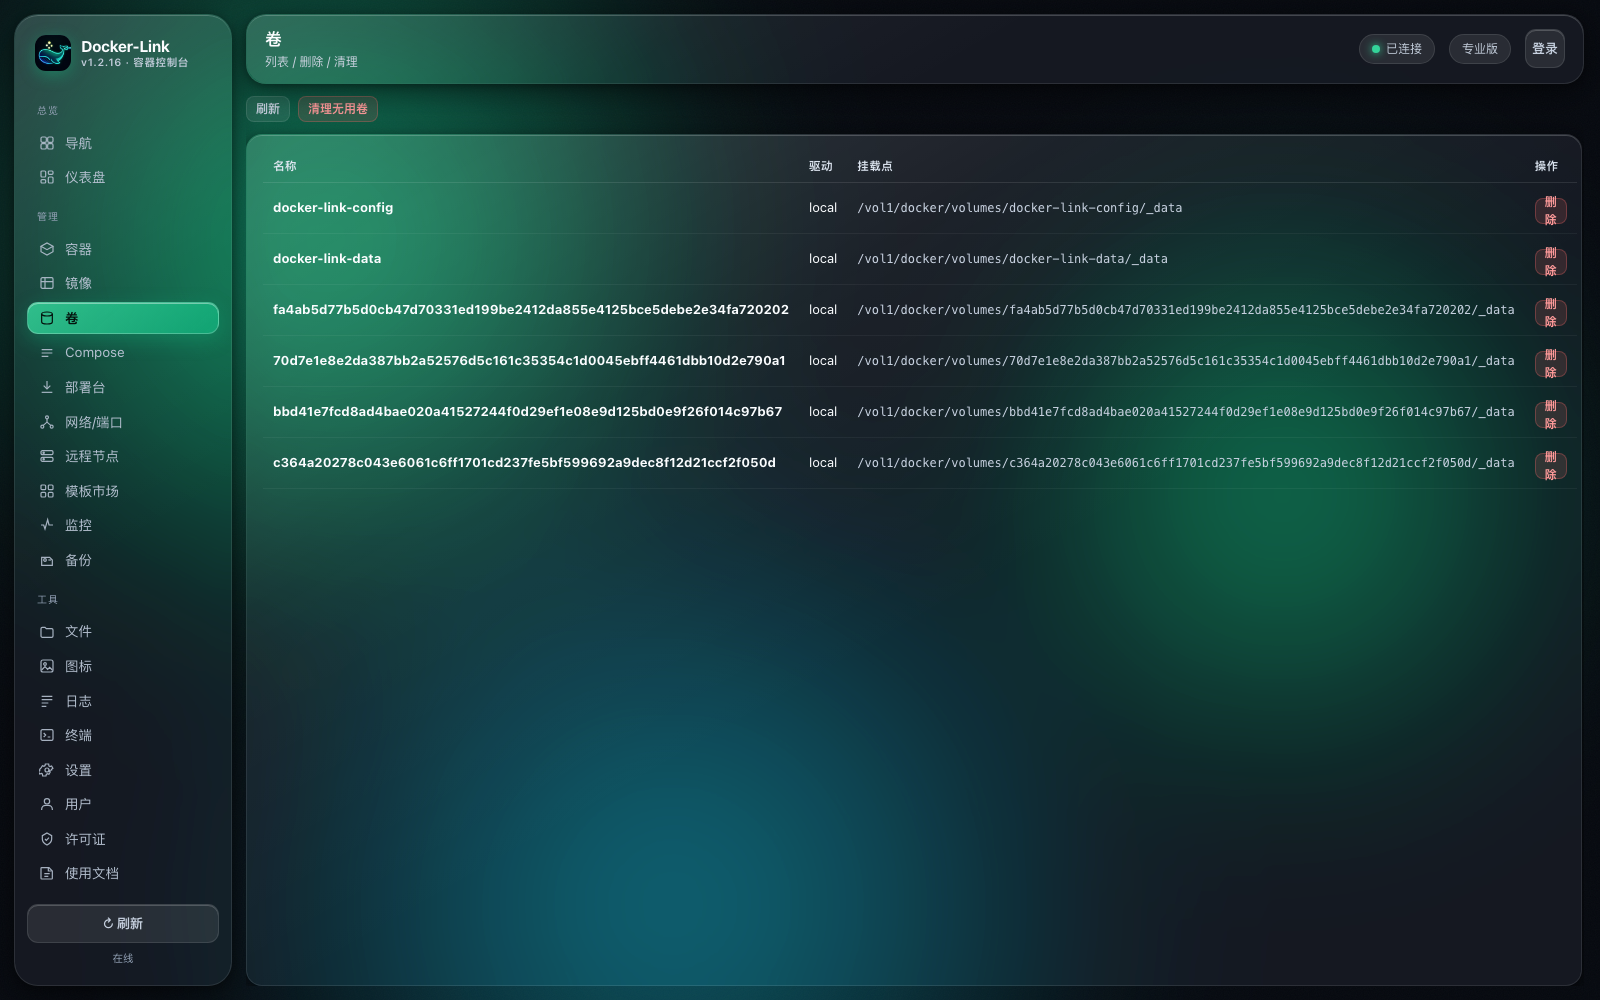 Docker-Link
v1.2.16 · 容器控制台
总览
导航
仪表盘
管理
容器
镜像
卷
Compose
部署台
网络/端口
远程节点
模板市场
监控
备份
工具
文件
图标
日志
终端
设置
用户
许可证
使用文档
刷新
在线
卷
列表 / 删除 / 清理
已连接
专业版
登录
刷新
清理无用卷
名称 驱动 挂载点 操作
docker-link-config local /vol1/docker/volumes/docker-link-config/_data 删除
docker-link-data local /vol1/docker/volumes/docker-link-data/_data 删除
fa4ab5d77b5d0cb47d70331ed199be2412da855e4125bce5debe2e34fa720202 local /vol1/docker/volumes/fa4ab5d77b5d0cb47d70331ed199be2412da855e4125bce5debe2e34fa720202/_data 删除
70d7e1e8e2da387bb2a52576d5c161c35354c1d0045ebff4461dbb10d2e790a1 local /vol1/docker/volumes/70d7e1e8e2da387bb2a52576d5c161c35354c1d0045ebff4461dbb10d2e790a1/_data 删除
bbd41e7fcd8ad4bae020a41527244f0d29ef1e08e9d125bd0e9f26f014c97b67 local /vol1/docker/volumes/bbd41e7fcd8ad4bae020a41527244f0d29ef1e08e9d125bd0e9f26f014c97b67/_data 删除
c364a20278c043e6061c6ff1701cd237fe5bf599692a9dec8f12d21ccf2f050d local /vol1/docker/volumes/c364a20278c043e6061c6ff1701cd237fe5bf599692a9dec8f12d21ccf2f050d/_data 删除